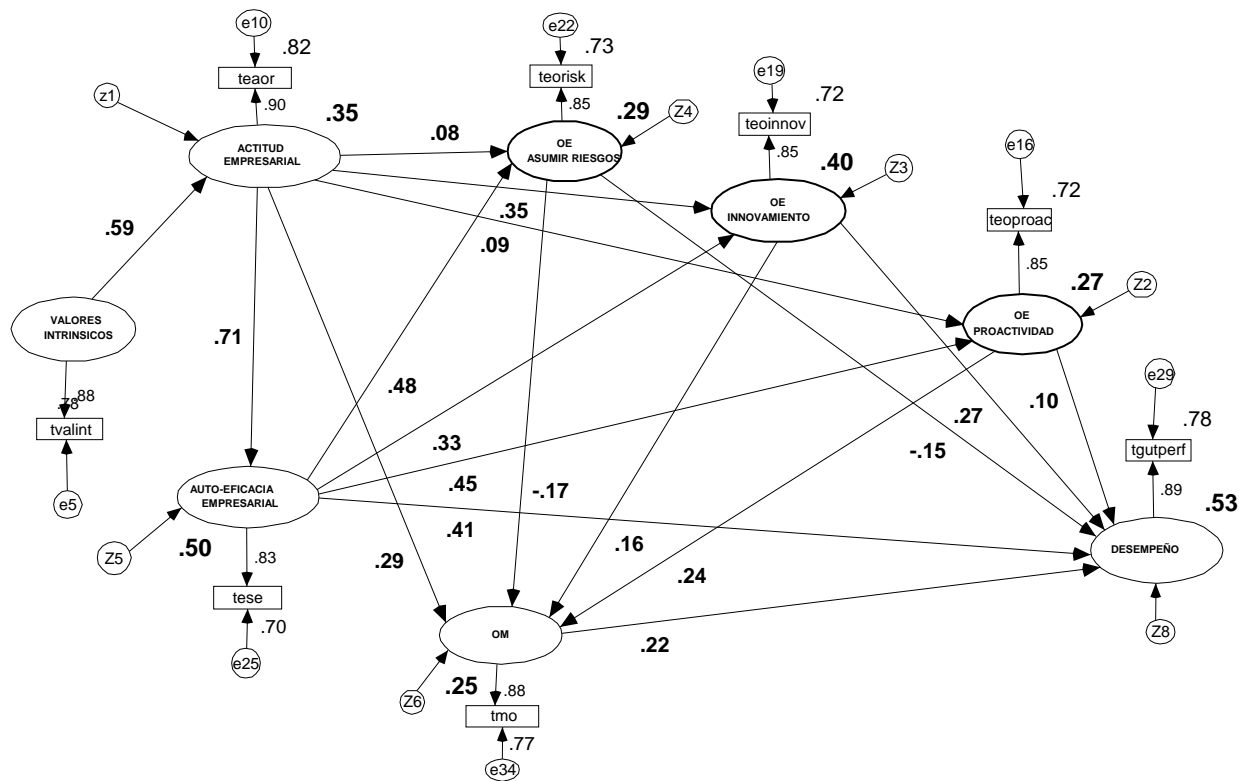 e10
.82
teaor
.90
z1
.35
ACTITUD
EMPRESARIAL
.08
e22
.73
teorisk
.85
.29
Z4
OE
ASUMIR RIESGOS
e19
.72
teoinnov
.85
.40
Z3
OE
INNOVAMIENTO
e16
.72
teoproac
.85
.27
Z2
OE
PROACTIVIDAD
.59
.35
.09
VALORES
INTRINSICOS
.88
.78
tvalint
e5
.71
.48
.33
.45
.41
.29
-.17
.16
.24
.27
-.15
.10
e29
.78
tgutperf
.89
.53
DESEMPEÑO
Z8
AUTO-EFICACIA
EMPRESARIAL
Z5
.50
.83
tese
.70
e25
OM
.22
Z6
.25
.88
tmo
.77
e34